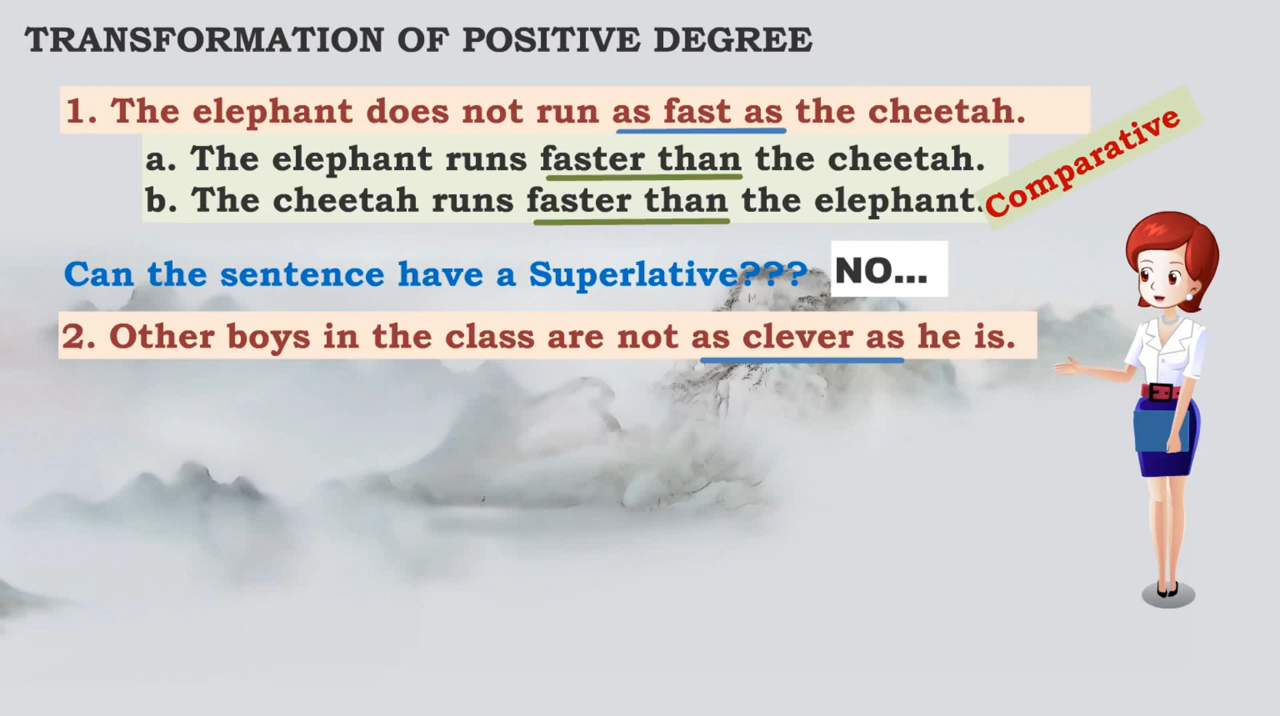 TRANSFORMATION OF POSITIVE DEGREE
1. The elephant does not run as fast as the cheetah.
a. The elephant runs faster than the cheetah.
b. The cheetah runs faster than the elephant.
Comparative
Can the sentence have a Superlative??? NO...
2. Other boys in the class are not as clever as he is.